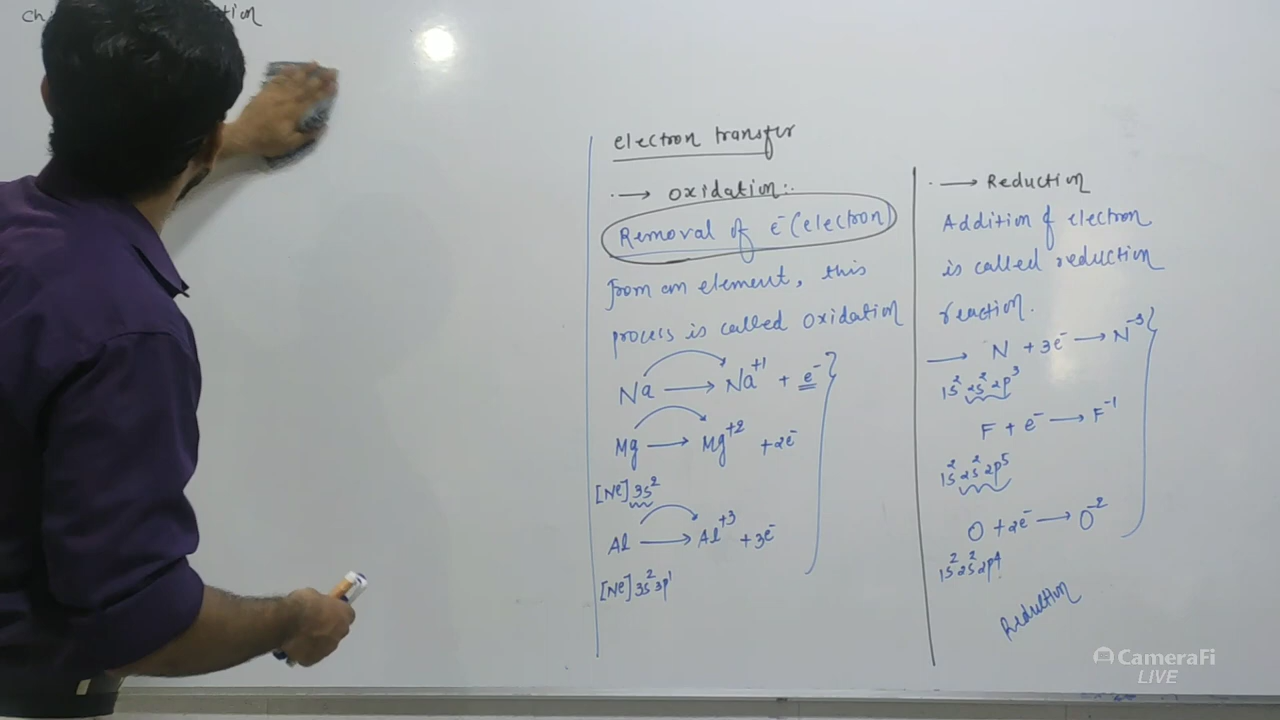 electron transfer
·→ Oxidation:.
Removal of e⁻ (electron)
from an element, this
process is called Oxidation
Na → Na⁺¹ + e⁻
Mg → Mg⁺² + 2e⁻
[Ne] 3s²
Al → Al⁺³ + 3e⁻
[Ne] 3s² 3p¹
·→ Reduction
Addition of electron
is called reduction
reaction.
→ N + 3e⁻ → N⁻³
1s² 2s² 2p³
F + e⁻ → F⁻¹
1s² 2s² 2p⁵
O + 2e⁻ → O⁻²
1s² 2s² 2p⁴
Reduction
CameraFi
LIVE